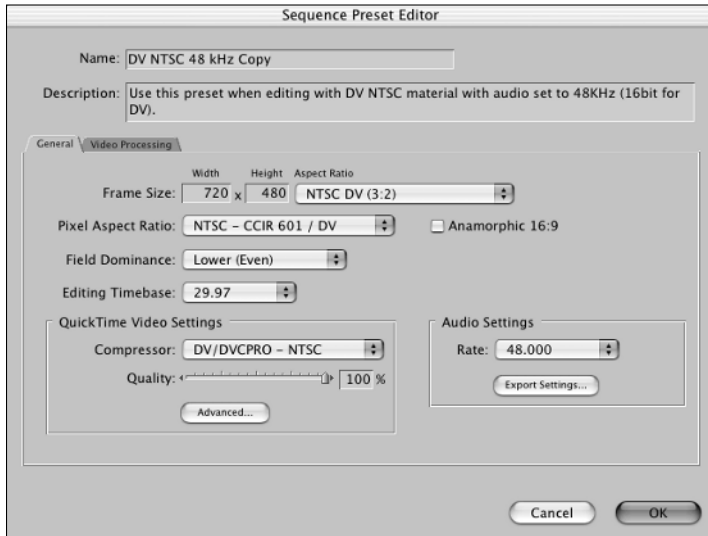 Sequence Preset Editor
Name: DV NTSC 48 kHz Copy
Description: Use this preset when editing with DV NTSC material with audio set to 48KHz (16bit for
DV).
General Video Processing
Width Height Aspect Ratio
Frame Size: 720 x 480 NTSC DV (3:2)
Pixel Aspect Ratio: NTSC – CCIR 601 / DV Anamorphic 16:9
Field Dominance: Lower (Even)
Editing Timebase: 29.97
QuickTime Video Settings Audio Settings
Compressor: DV/DVCPRO – NTSC Rate: 48.000
Quality: 100 % Export Settings...
Advanced...
Cancel OK